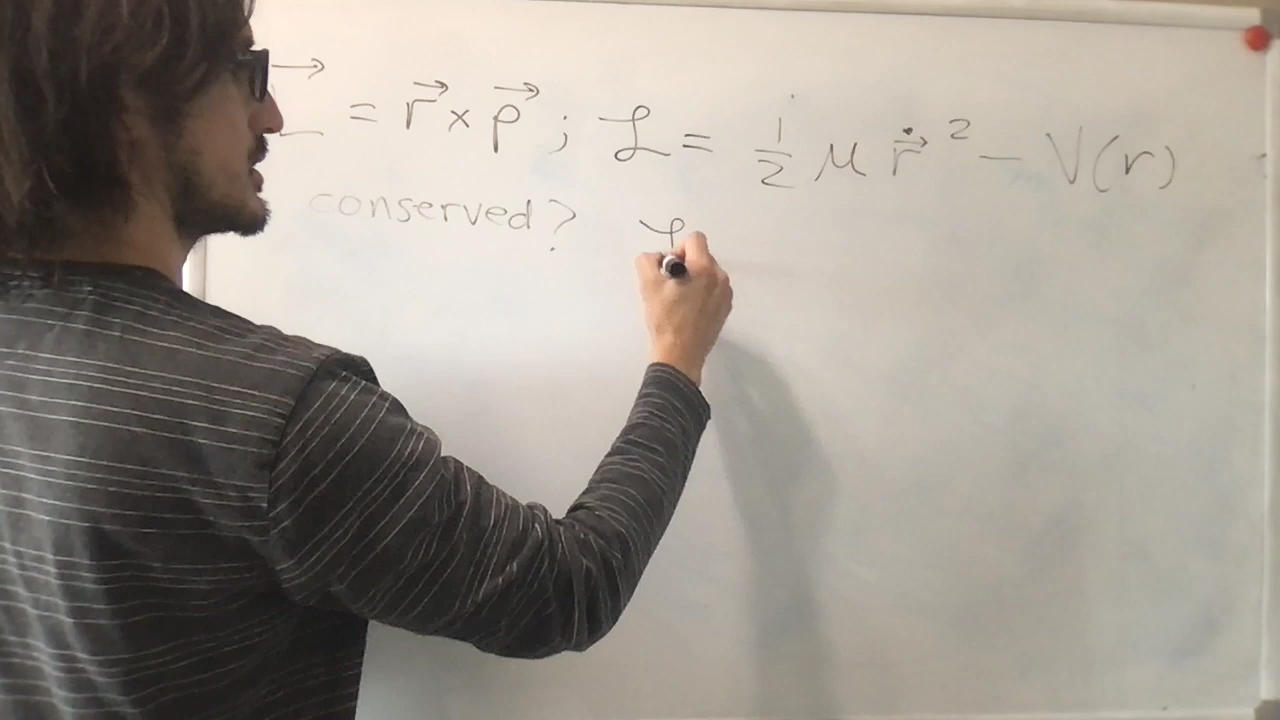 L⃗ = r⃗ × p⃗ ; ℒ = ½ μ ṙ⃗ ² − V(r)
conserved? φ